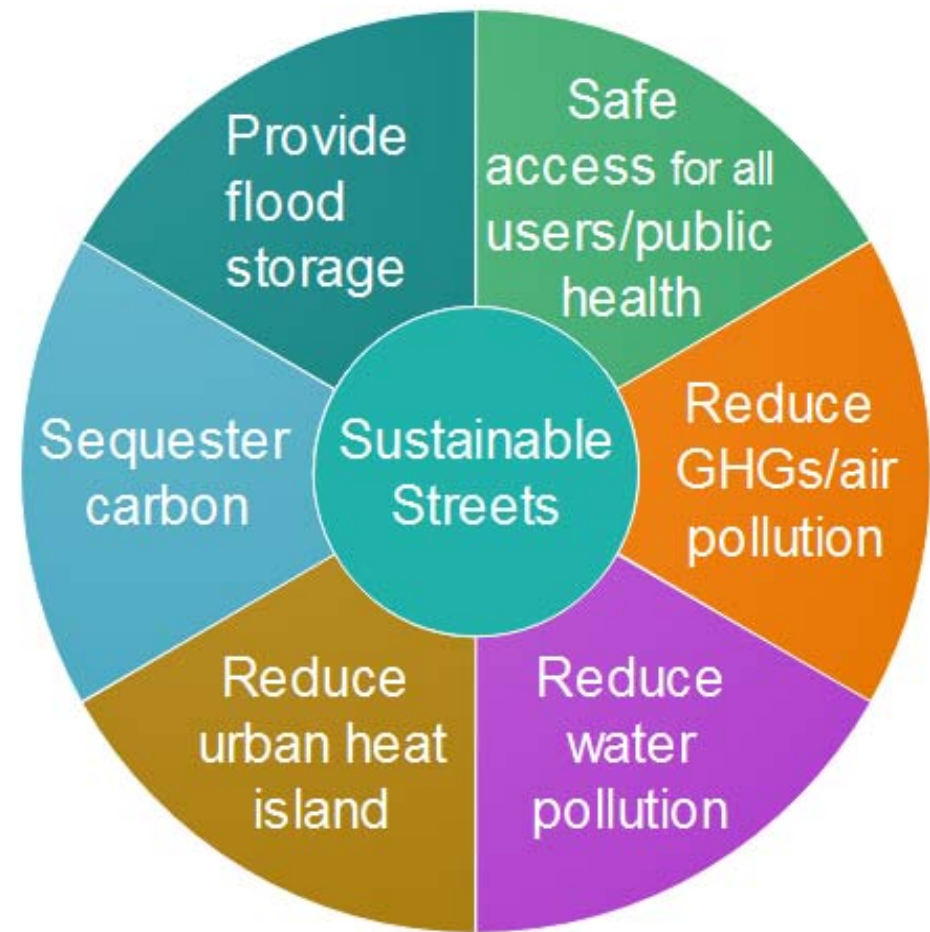 Provide
flood
storage
Safe
access for all
users/public
health
Reduce
GHGs/air
pollution
Reduce
water
pollution
Reduce
urban heat
island
Sequester
carbon
Sustainable
Streets